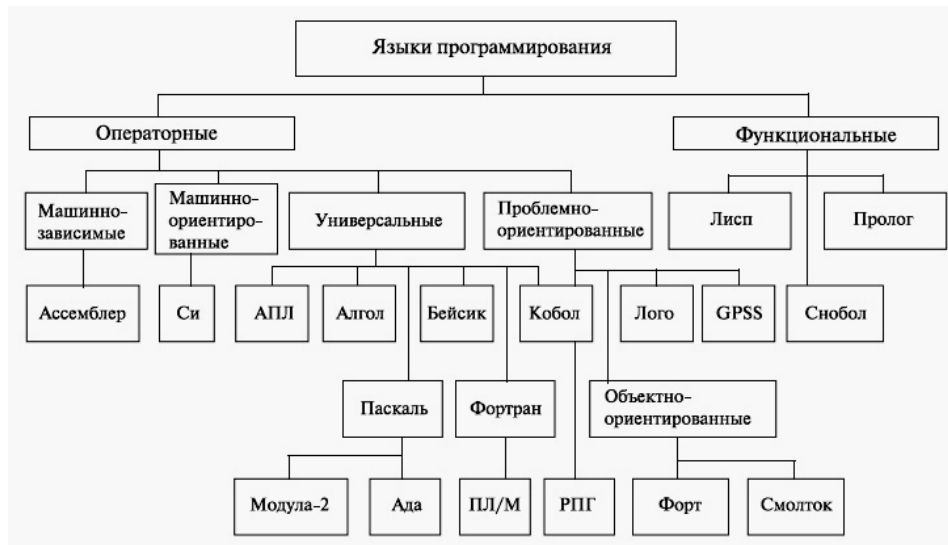 Языки программирования
Операторные
Функциональные
Машинно-
зависимые
Машинно-
ориентиро-
ванные
Универсальные
Проблемно-
ориентированные
Лисп
Пролог
Ассемблер
Си
АПЛ
Алгол
Бейсик
Кобол
Лого
GPSS
Снобол
Паскаль
Фортран
Объектно-
ориентированные
Модула-2
Ада
ПЛ/М
РПГ
Форт
Смолток